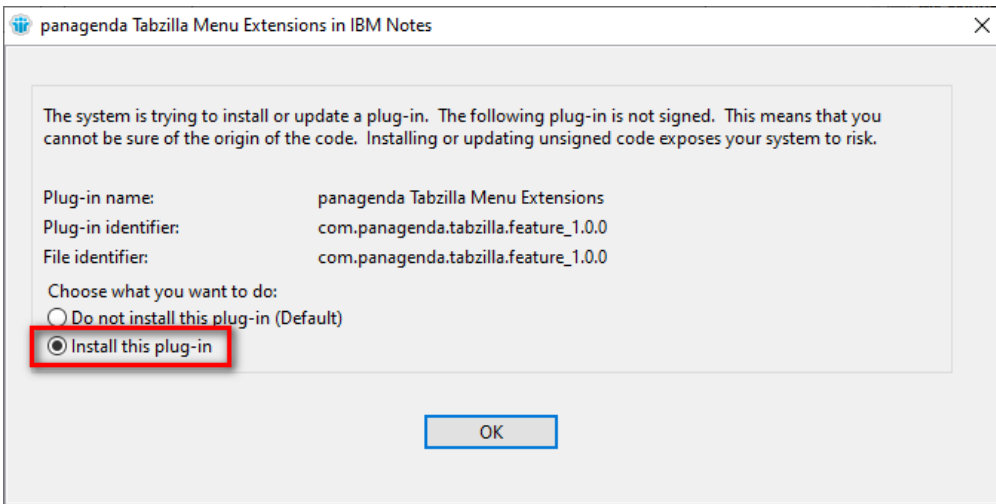 panagenda Tabzilla Menu Extensions in IBM Notes
The system is trying to install or update a plug-in. The following plug-in is not signed. This means that you
cannot be sure of the origin of the code. Installing or updating unsigned code exposes your system to risk.
Plug-in name: panagenda Tabzilla Menu Extensions
Plug-in identifier: com.panagenda.tabzilla.feature_1.0.0
File identifier: com.panagenda.tabzilla.feature_1.0.0
Choose what you want to do:
Do not install this plug-in (Default)
Install this plug-in
OK